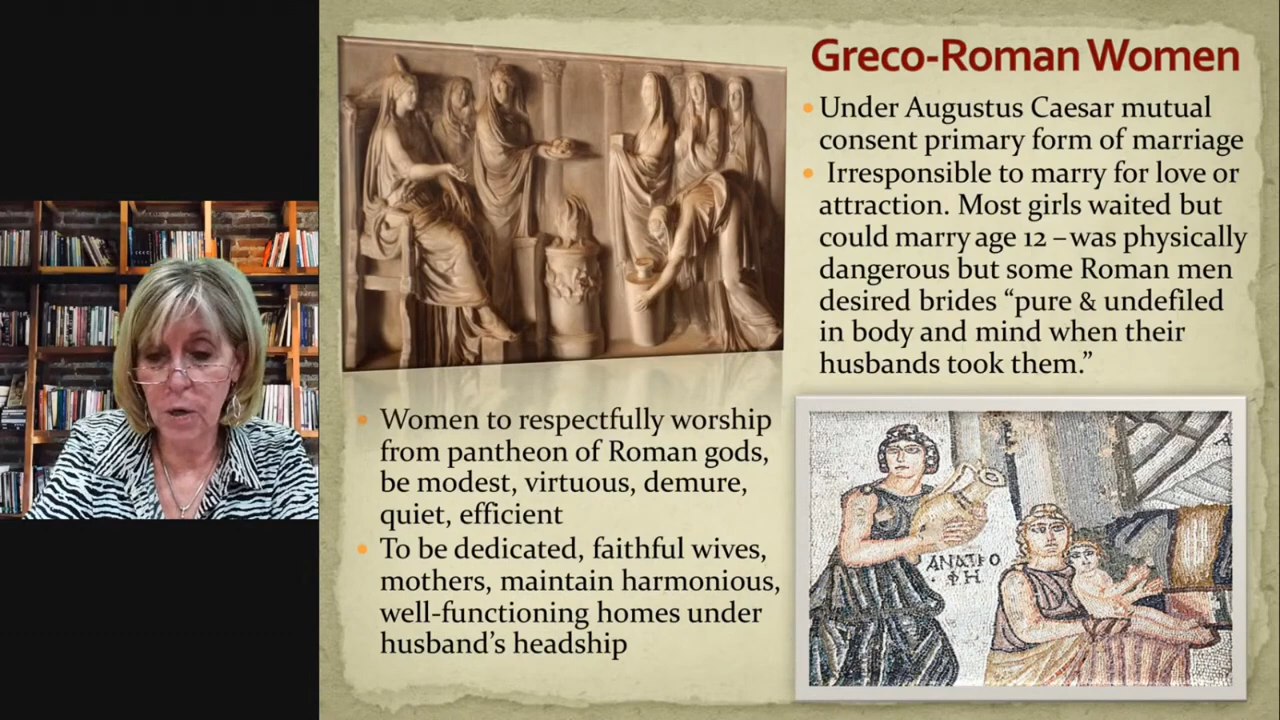 Greco-Roman Women
Under Augustus Caesar mutual
consent primary form of marriage
Irresponsible to marry for love or
attraction. Most girls waited but
could marry age 12 – was physically
dangerous but some Roman men
desired brides “pure & undefiled
in body and mind when their
husbands took them.”
Women to respectfully worship
from pantheon of Roman gods,
be modest, virtuous, demure,
quiet, efficient
To be dedicated, faithful wives,
mothers, maintain harmonious,
well-functioning homes under
husband’s headship
ΑΝΑΤΡΟ
ΦΗ